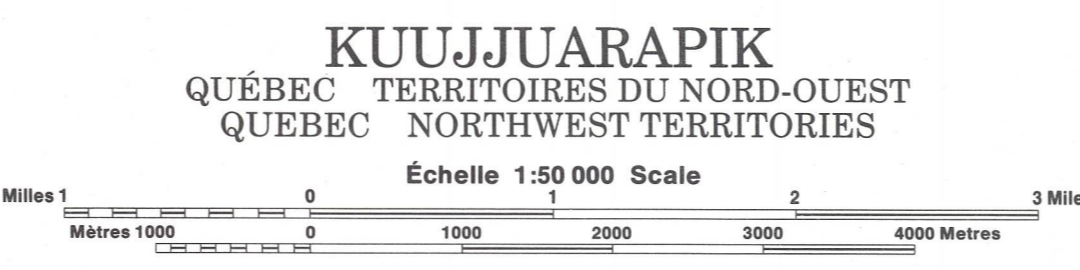 KUUJJUARAPIK
QUÉBEC TERRITOIRES DU NORD-OUEST
QUEBEC NORTHWEST TERRITORIES
Échelle 1:50 000 Scale
Milles 1 0 1 2 3 Mile
Mètres 1000 0 1000 2000 3000 4000 Metres